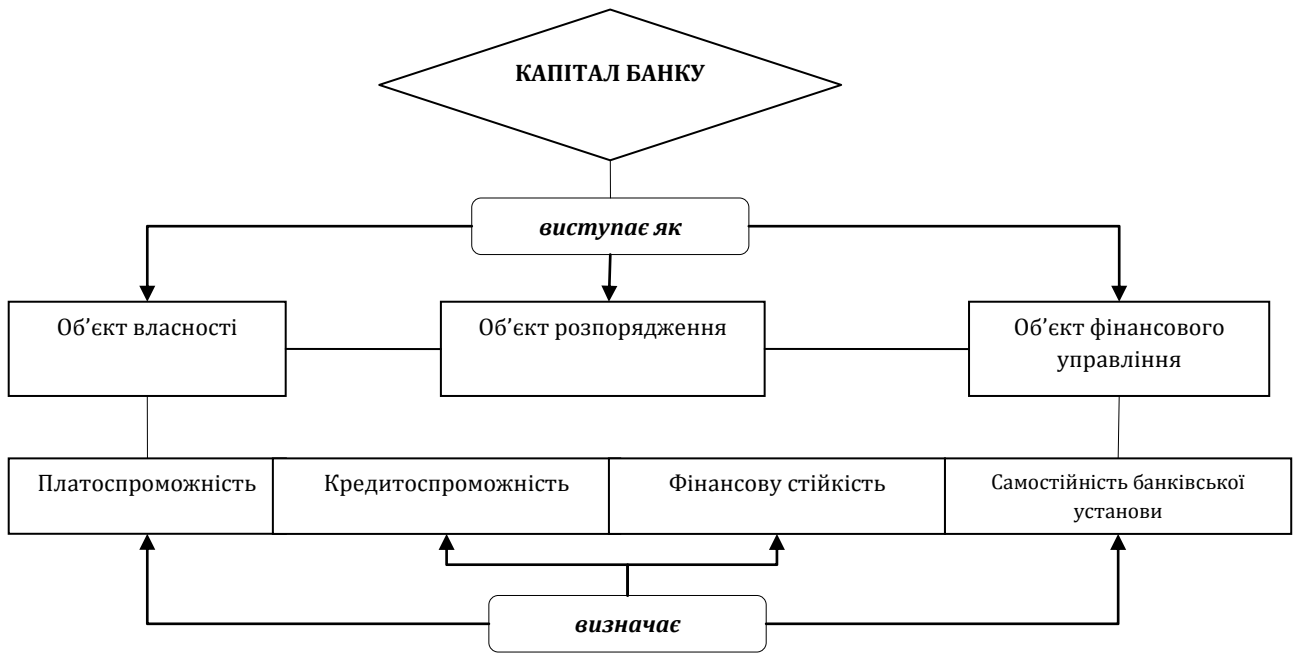 КАПІТАЛ БАНКУ
виступає як
Об’єкт власності
Об’єкт розпорядження
Об’єкт фінансового
управління
Платоспроможність
Кредитоспроможність
Фінансову стійкість
Самостійність банківської
установи
визначає